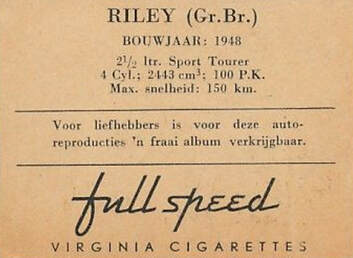 RILEY (Gr.Br.)
BOUWJAAR: 1948
2½ ltr. Sport Tourer
4 Cyl.; 2443 cm³; 100 P.K.
Max. snelheid: 150 km.
Voor liefhebbers is voor deze auto-
reproducties 'n fraai album verkrijgbaar.
full speed
VIRGINIA CIGARETTES